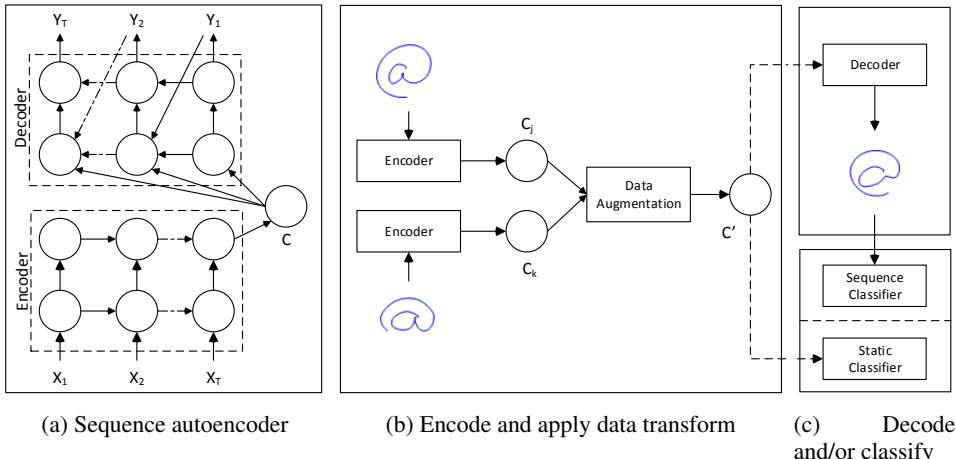 Y_T Y_2 Y_1
Decoder
C
Encoder
X_1 X_2 X_T
(a) Sequence autoencoder
@
Encoder
C_j
Data
Augmentation
C'
Encoder
C_k
@
(b) Encode and apply data transform
Decoder
@
Sequence
Classifier
Static
Classifier
(c) Decode
and/or classify